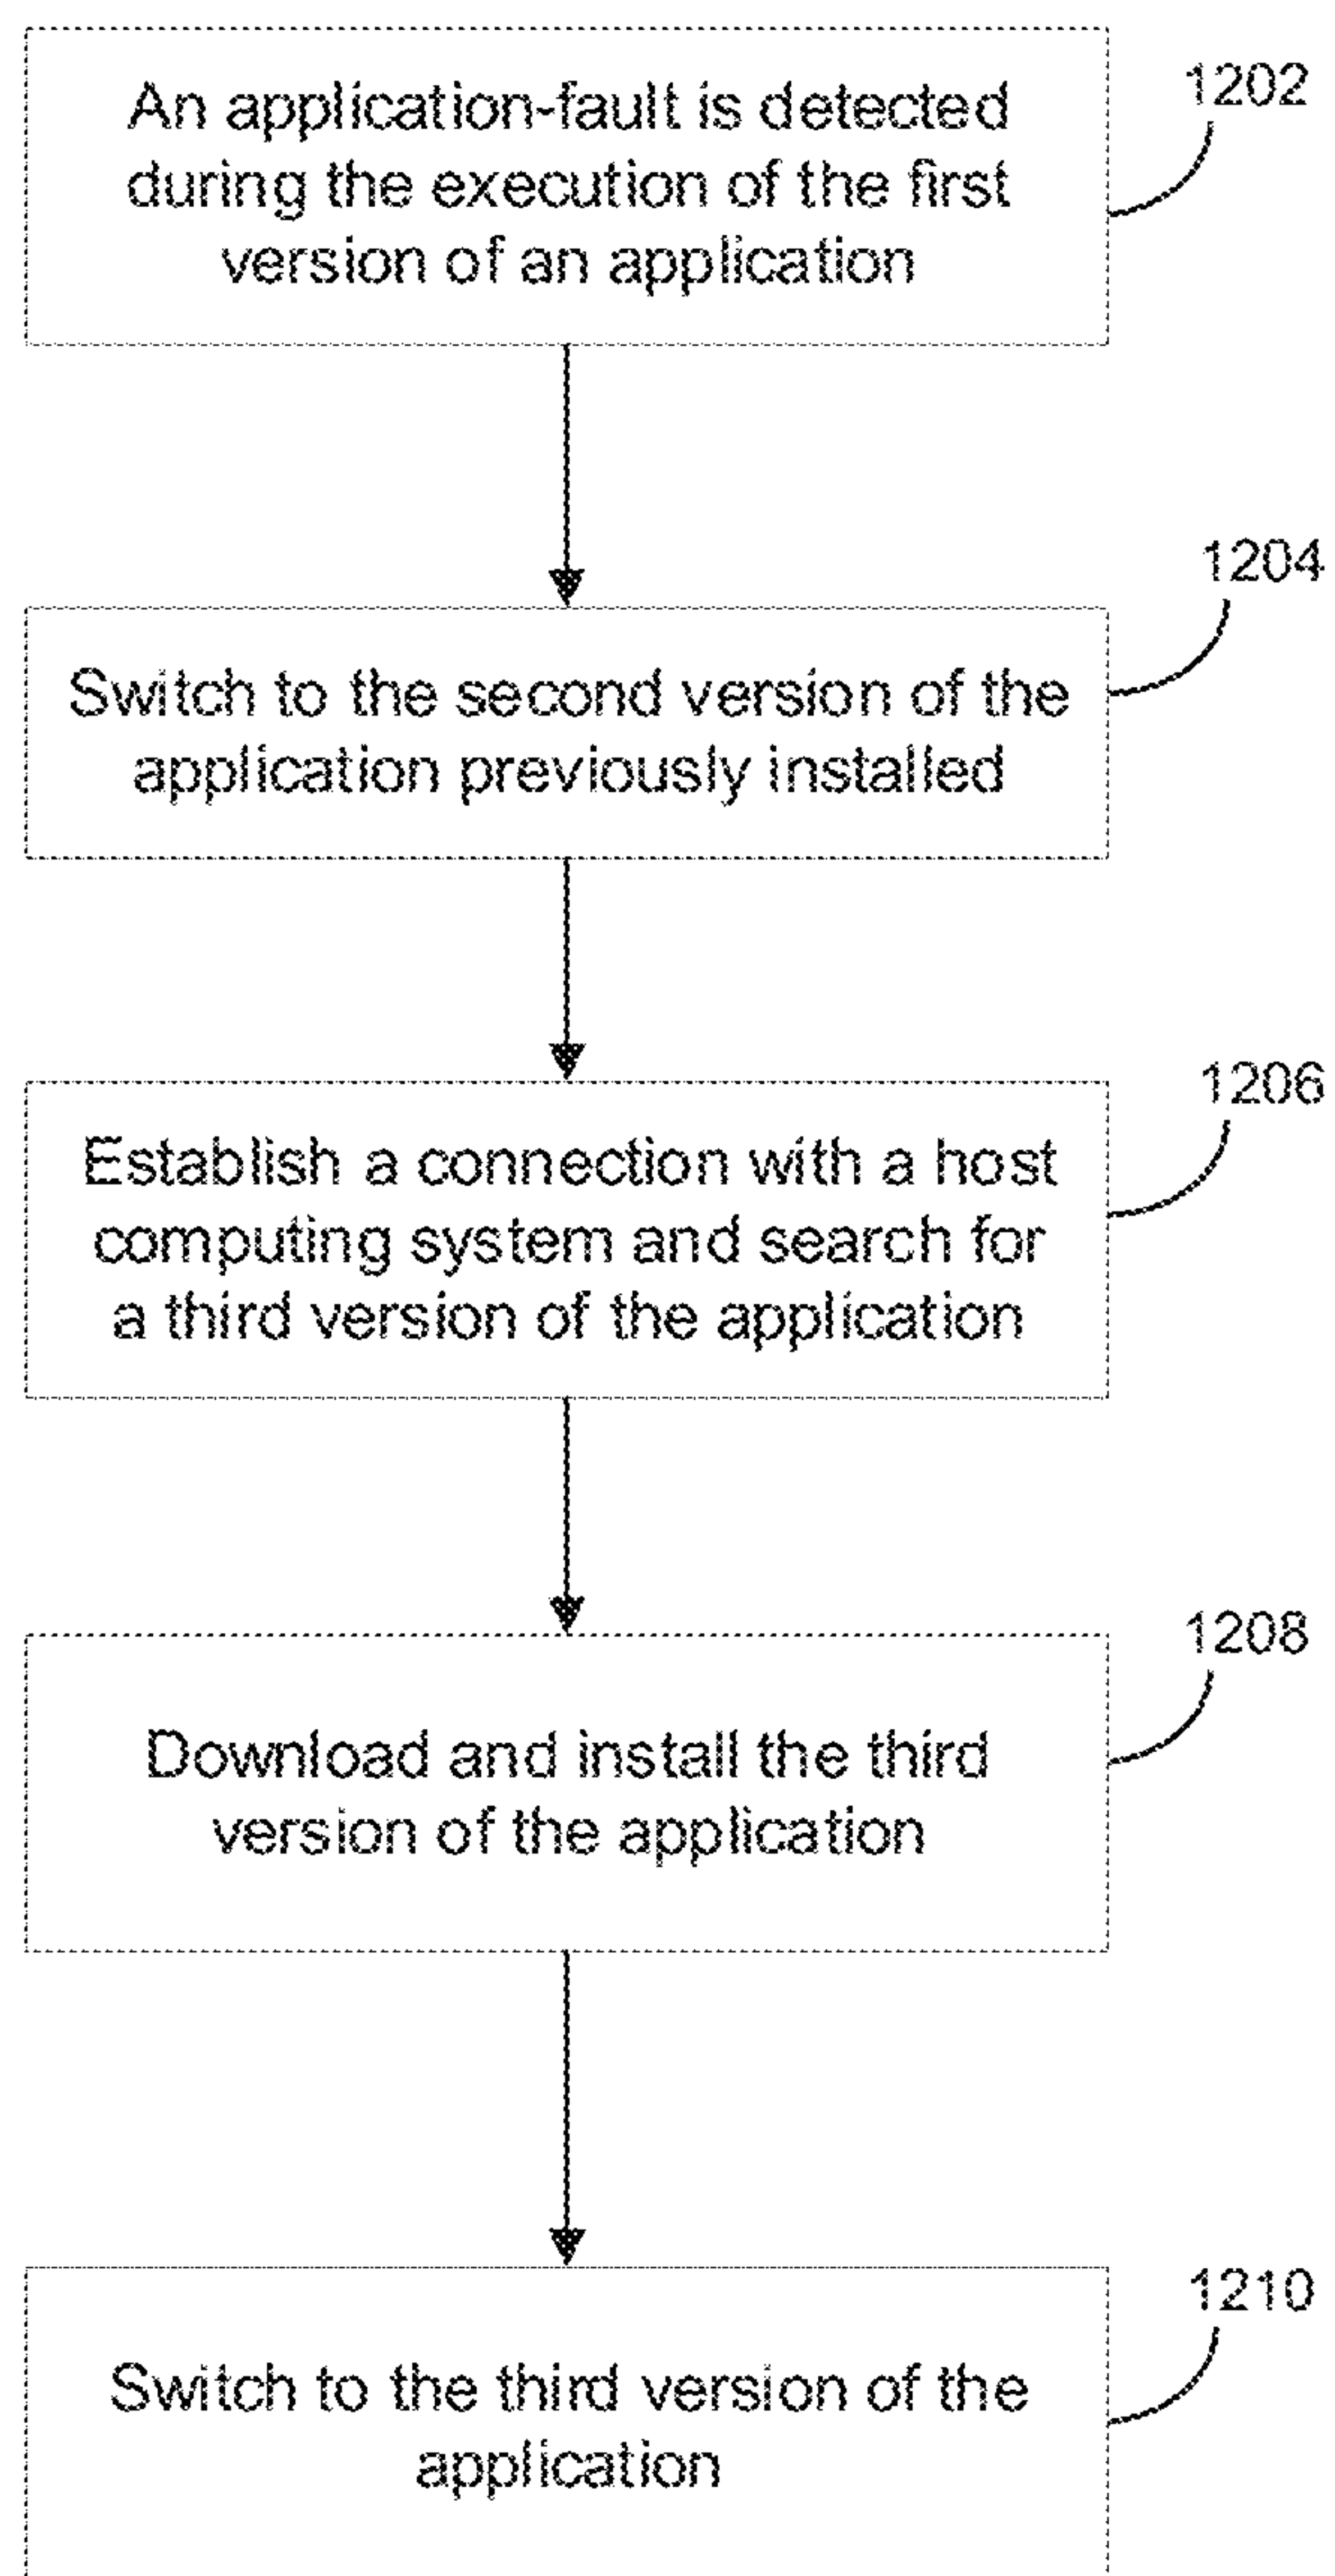 An application-fault is detected
during the execution of the first
version of an application
1202
Switch to the second version of the
application previously installed
1204
Establish a connection with a host
computing system and search for
a third version of the application
1206
Download and install the third
version of the application
1208
Switch to the third version of the
application
1210